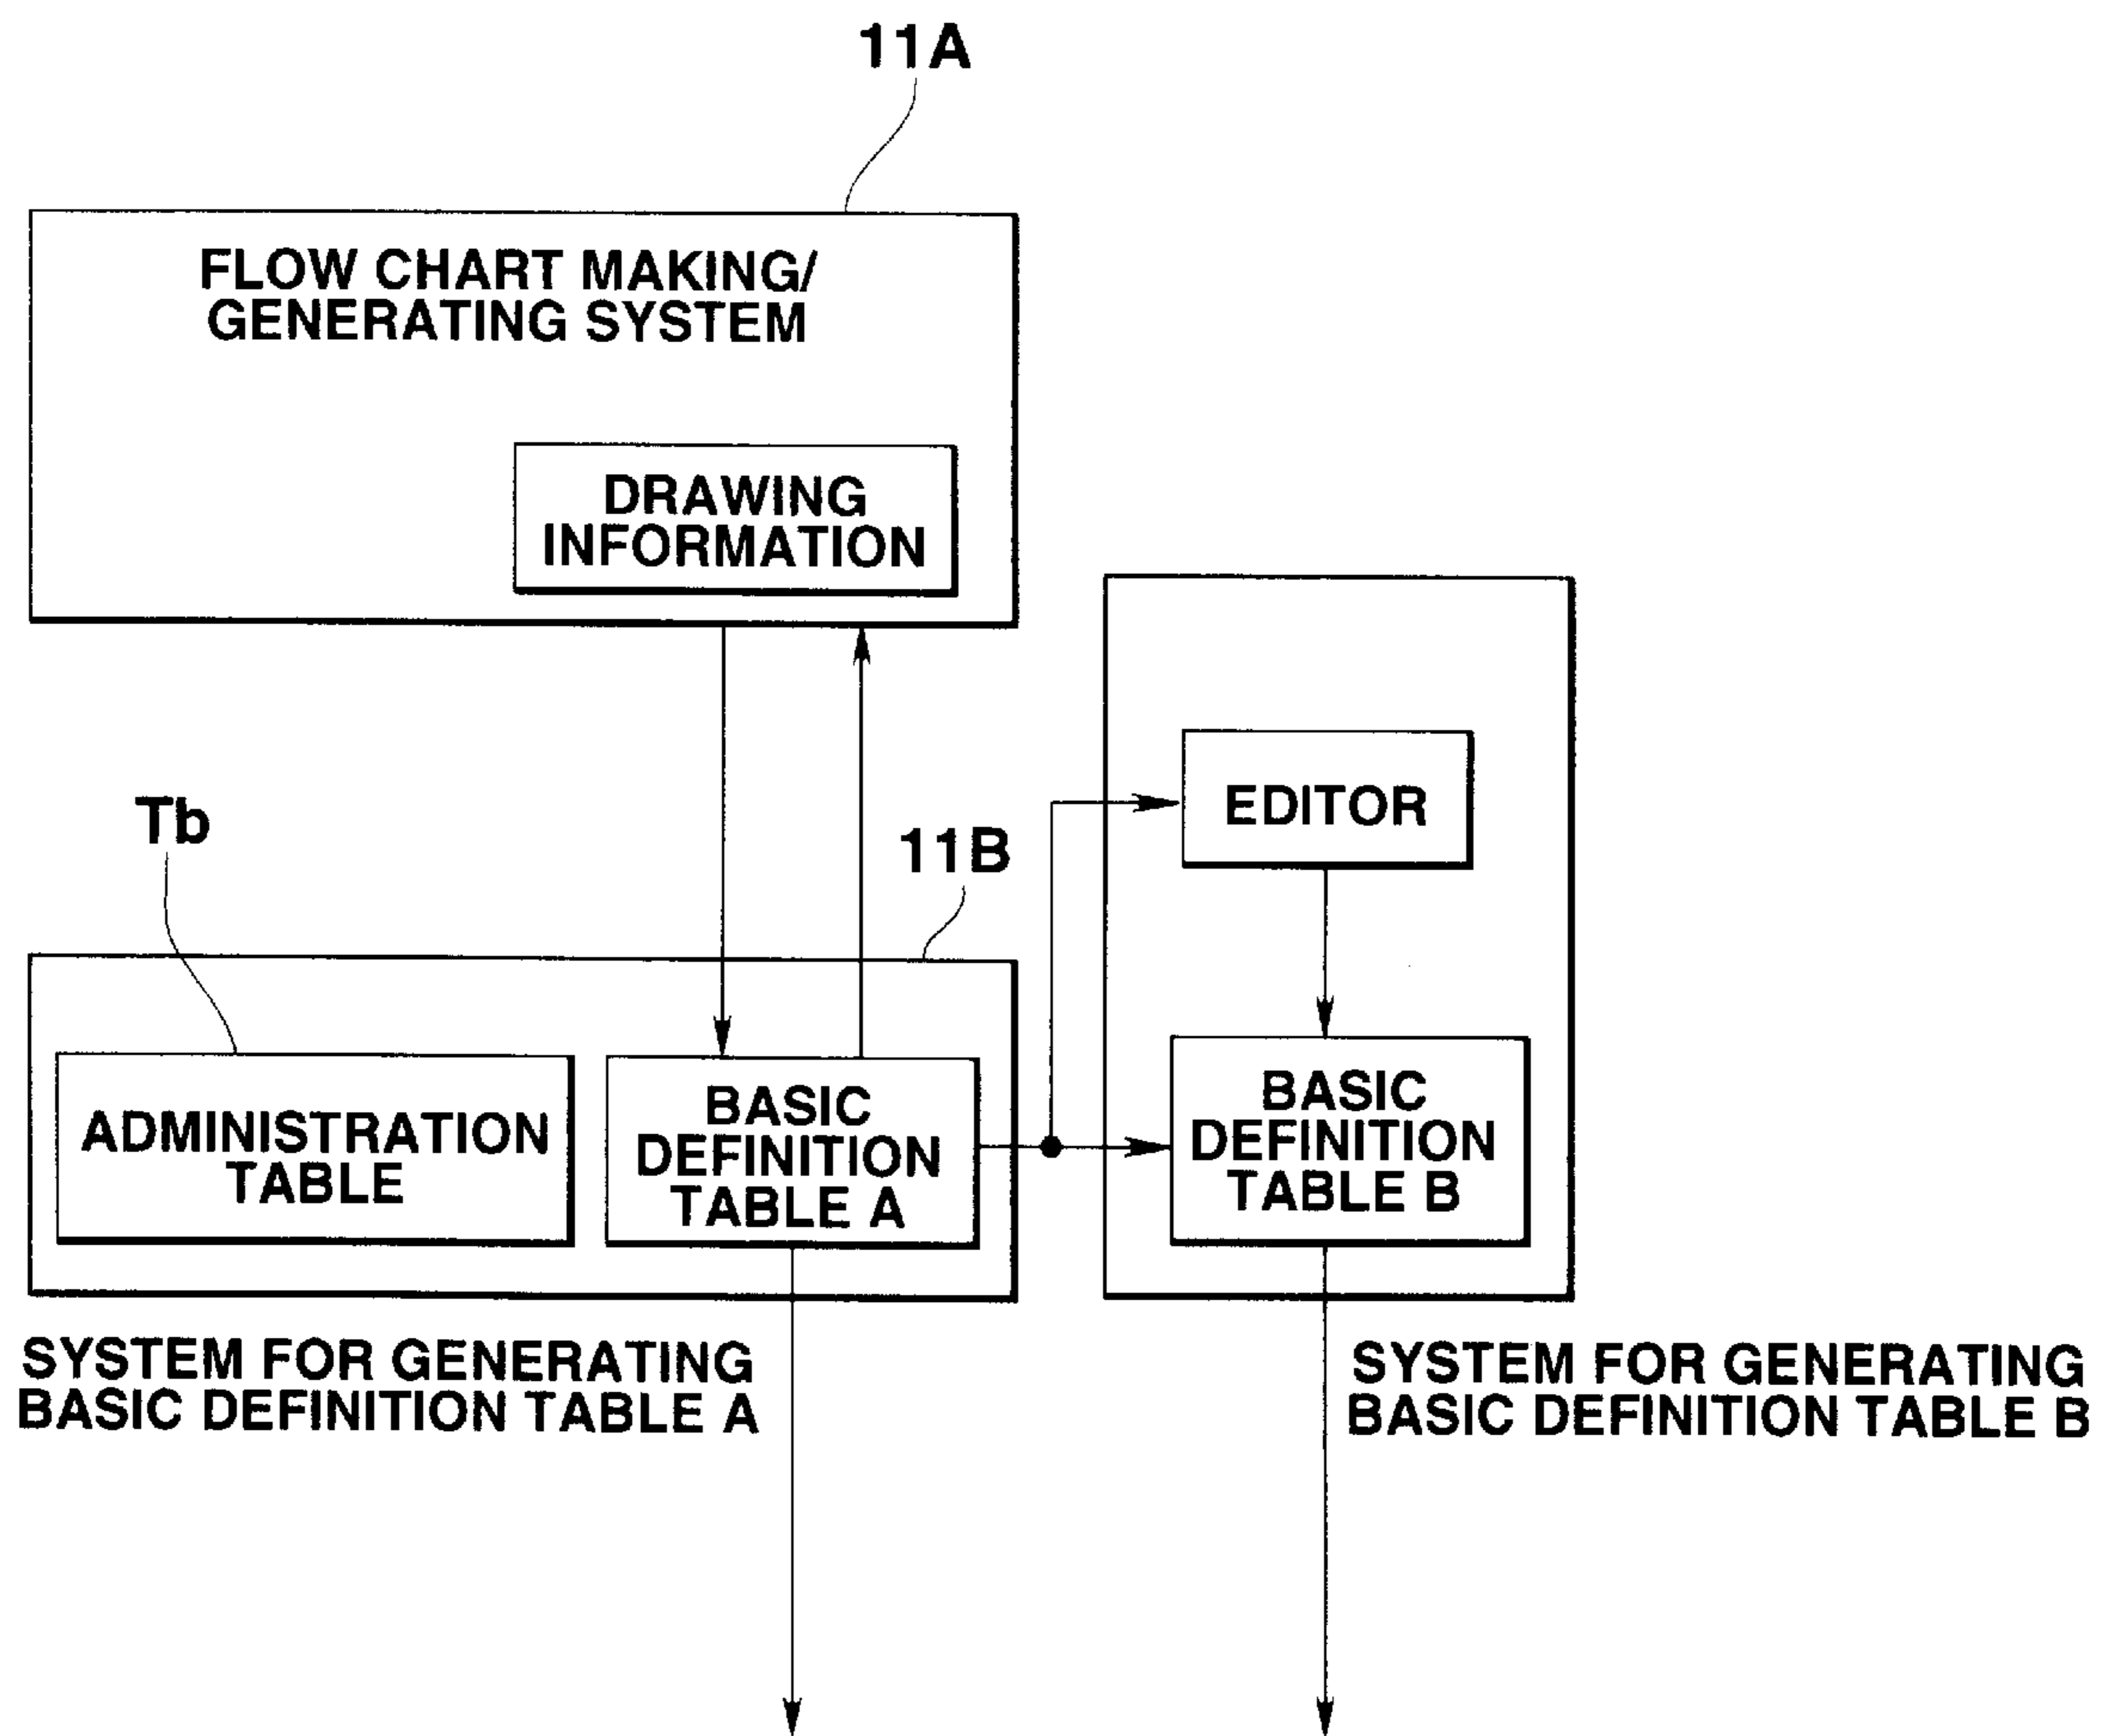 11A
FLOW CHART MAKING/
GENERATING SYSTEM
DRAWING
INFORMATION
EDITOR
Tb
11B
ADMINISTRATION
TABLE
BASIC
DEFINITION
TABLE A
BASIC
DEFINITION
TABLE B
SYSTEM FOR GENERATING
BASIC DEFINITION TABLE A
SYSTEM FOR GENERATING
BASIC DEFINITION TABLE B